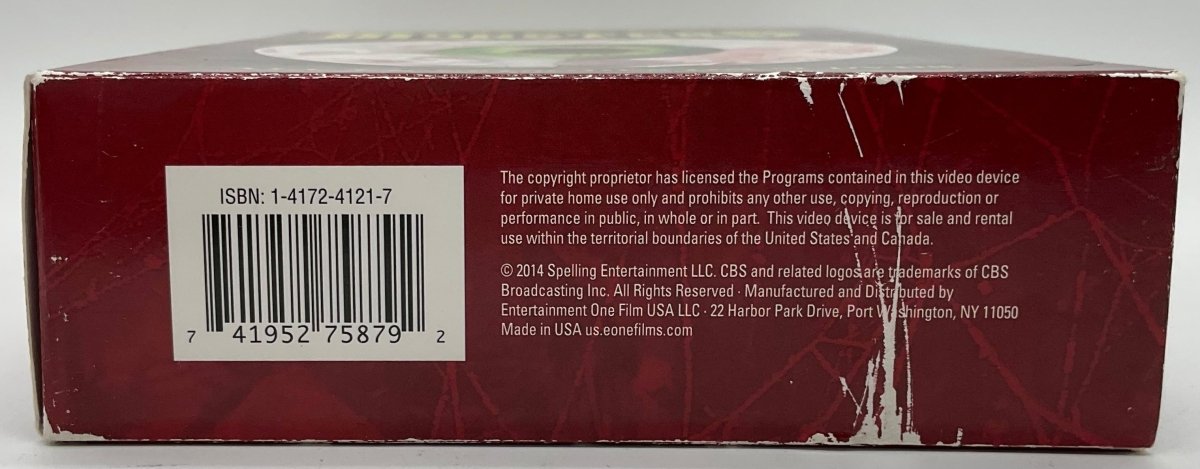 ISBN: 1-4172-4121-7
7 41952 75879 2
The copyright proprietor has licensed the Programs contained in this video device
for private home use only and prohibits any other use, copying, reproduction or
performance in public, in whole or in part. This video device is for sale and rental
use within the territorial boundaries of the United States and Canada.
© 2014 Spelling Entertainment LLC. CBS and related logos are trademarks of CBS
Broadcasting Inc. All Rights Reserved · Manufactured and Distributed by
Entertainment One Film USA LLC · 22 Harbor Park Drive, Port Washington, NY 11050
Made in USA us.eonefilms.com